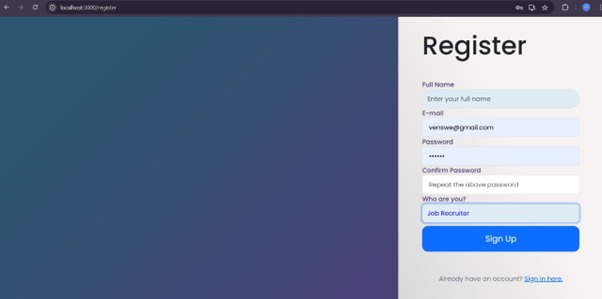 localhost:3000/register
Register
Full Name
Enter your full name
E-mail
venswe@gmail.com
Password
••••••
Confirm Password
Repeat the above password
Who are you?
Job Recruiter
Sign Up
Already have an account? Sign in here.